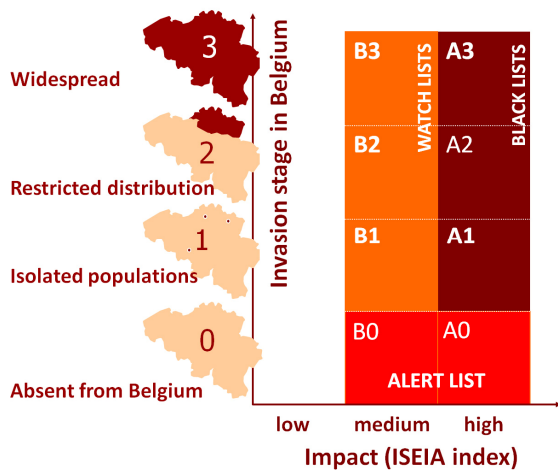 3
Widespread
2
Restricted distribution
1
Isolated populations
0
Absent from Belgium
Invasion stage in Belgium
B3
A3
WATCH LISTS
BLACK LISTS
B2
A2
B1
A1
B0
A0
ALERT LIST
low
medium
high
Impact (ISEIA index)